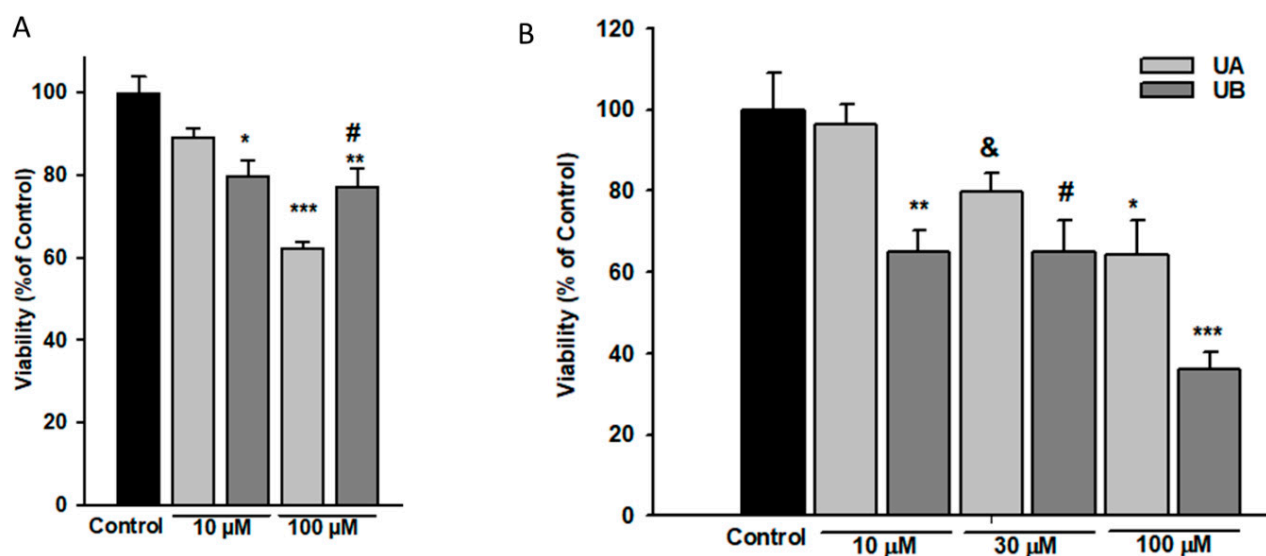 A
Viability (%of Control)
100
80
60
40
20
0
*
***
#
**
Control
10 µM
100 µM
B
Viability (% of Control)
120
100
80
60
40
20
0
UA
UB
**
&
#
*
***
Control
10 µM
30 µM
100 µM